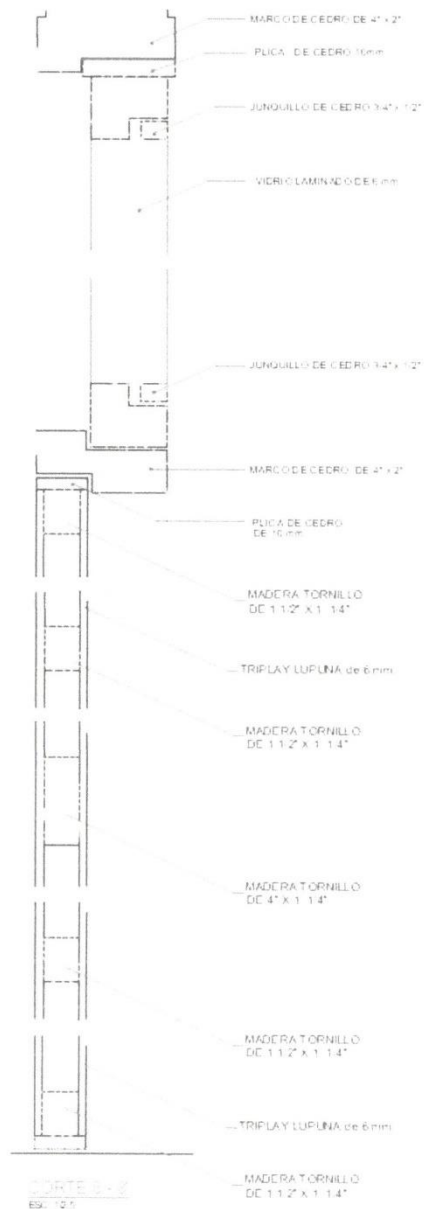 MARCO DE CEDRO DE 4" x 2"
PLICA DE CEDRO 10mm
JUNQUILLO DE CEDRO 3/4" x 1/2"
VIDRIO LAMINADO DE 6 mm
JUNQUILLO DE CEDRO 3/4" x 1/2"
MARCO DE CEDRO DE 4" x 2"
PLICA DE CEDRO
DE 10 mm
MADERA TORNILLO
DE 1 1/2" X 1 1/4"
TRIPLAY LUPUNA de 6 mm.
MADERA TORNILLO
DE 1 1/2" X 1 1/4"
MADERA TORNILLO
DE 4" X 1 1/4"
MADERA TORNILLO
DE 1 1/2" X 1 1/4"
TRIPLAY LUPUNA de 6 mm.
MADERA TORNILLO
DE 1 1/2" X 1 1/4"
CORTE
ESC.